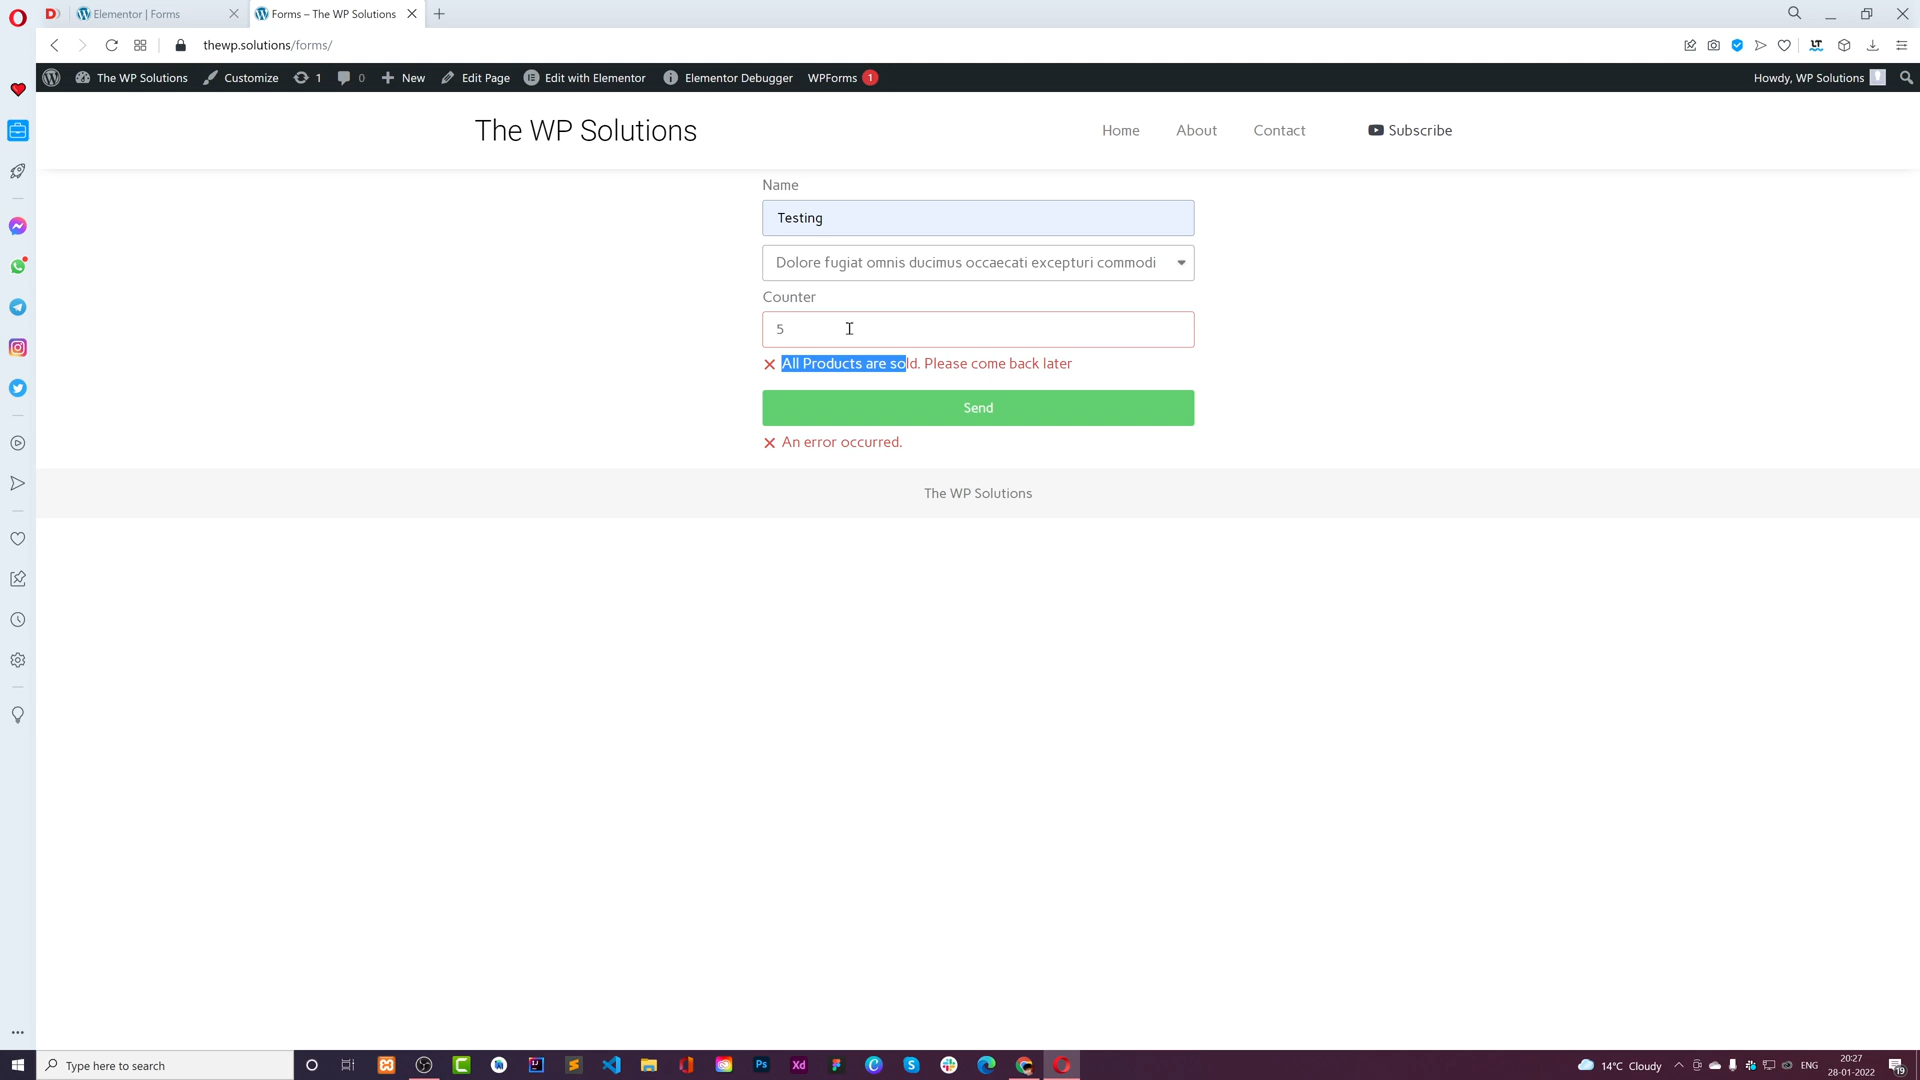 Elementor | Forms
Forms – The WP Solutions
thewp.solutions/forms/
The WP Solutions
Customize
1
0
New
Edit Page
Edit with Elementor
Elementor Debugger
WPForms 1
Howdy, WP Solutions
The WP Solutions
Home
About
Contact
Subscribe
Name
Testing
Dolore fugiat omnis ducimus occaecati excepturi commodi
Counter
5
All Products are sold. Please come back later
Send
An error occurred.
The WP Solutions
Type here to search
Ps
Xd
14°C Cloudy
ENG
20:27
28-01-2022
19